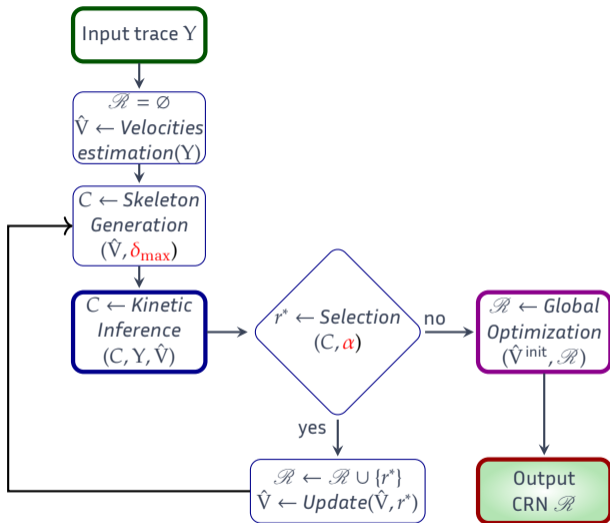 Input trace Y
ℛ = ∅
V̂ ← Velocities
estimation(Y)
C ← Skeleton
Generation
(V̂, δmax)
C ← Kinetic
Inference
(C, Y, V̂)
r* ← Selection
(C, α)
no
ℛ ← Global
Optimization
(V̂ init, ℛ)
yes
ℛ ← ℛ ∪ {r*}
V̂ ← Update(V̂, r*)
Output
CRN ℛ